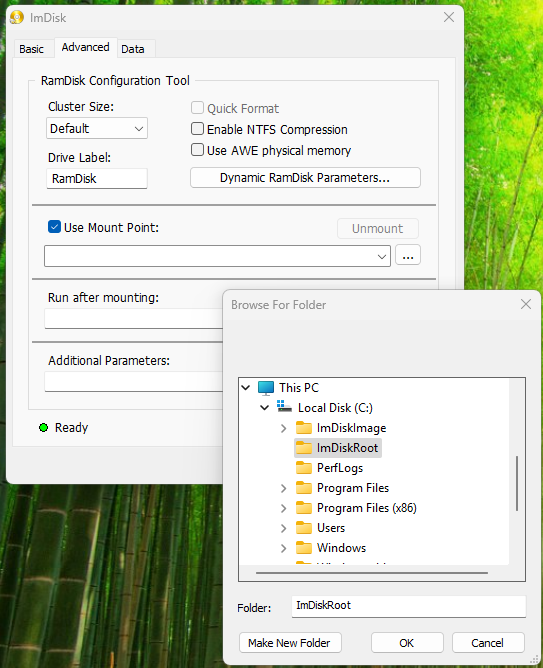 ImDisk
Basic Advanced Data
RamDisk Configuration Tool
Cluster Size:
Default
Quick Format
Enable NTFS Compression
Use AWE physical memory
Drive Label:
RamDisk
Dynamic RamDisk Parameters...
Use Mount Point:
Unmount
...
Run after mounting:
Additional Parameters:
Ready
Browse For Folder
This PC
Local Disk (C:)
ImDiskImage
ImDiskRoot
PerfLogs
Program Files
Program Files (x86)
Users
Windows
Folder:
ImDiskRoot
Make New Folder
OK
Cancel